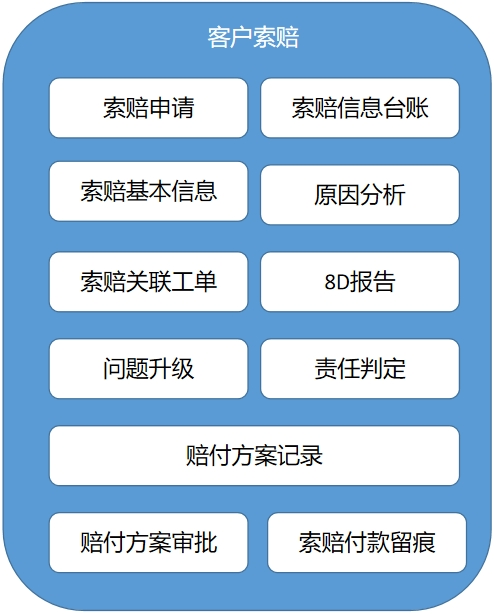 客户索赔
索赔申请
索赔信息台账
索赔基本信息
原因分析
索赔关联工单
8D报告
问题升级
责任判定
赔付方案记录
赔付方案审批
索赔付款留痕